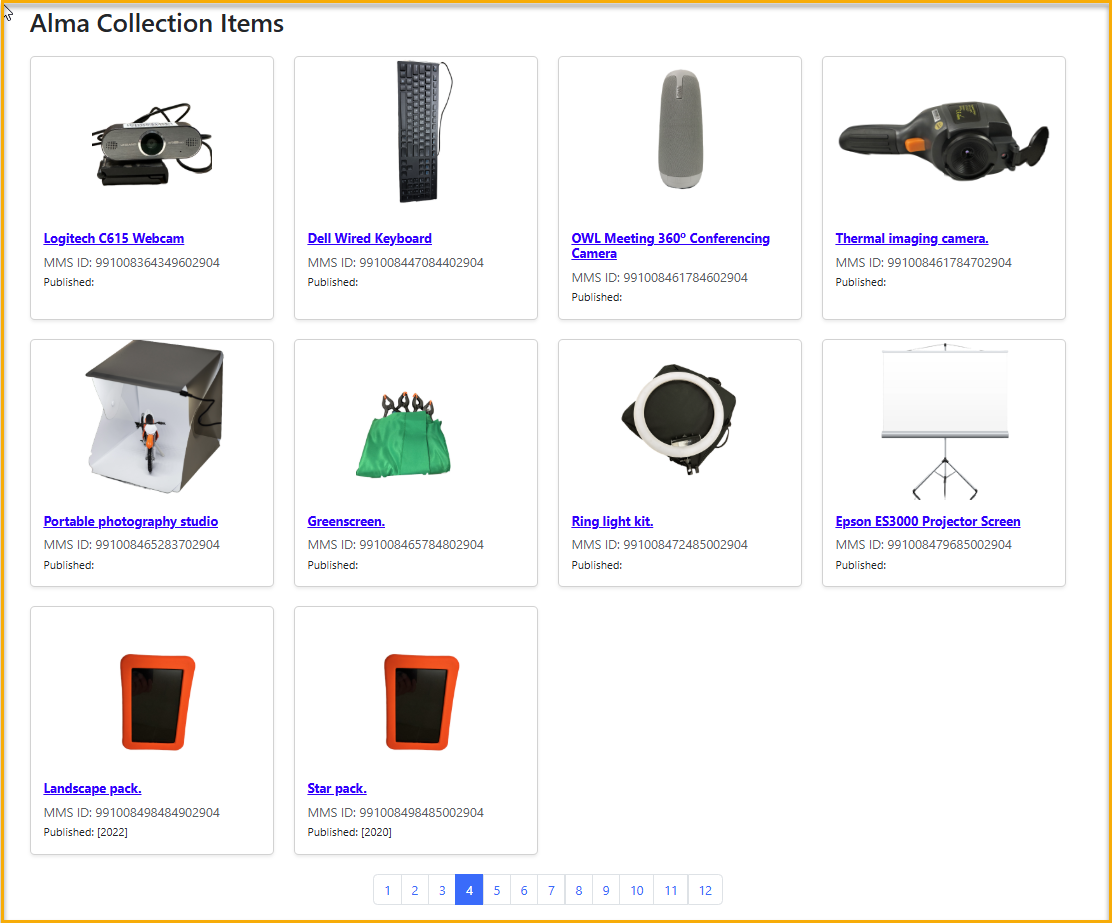 Alma Collection Items
Logitech C615 Webcam
MMS ID: 991008364349602904
Published:
Dell Wired Keyboard
MMS ID: 991008447084402904
Published:
OWL Meeting 360º Conferencing
Camera
MMS ID: 991008461784602904
Published:
Thermal imaging camera.
MMS ID: 991008461784702904
Published:
Portable photography studio
MMS ID: 991008465283702904
Published:
Greenscreen.
MMS ID: 991008465784802904
Published:
Ring light kit.
MMS ID: 991008472485002904
Published:
Epson ES3000 Projector Screen
MMS ID: 991008479685002904
Published:
Landscape pack.
MMS ID: 991008498484902904
Published: [2022]
Star pack.
MMS ID: 991008498485002904
Published: [2020]
1 2 3 4 5 6 7 8 9 10 11 12